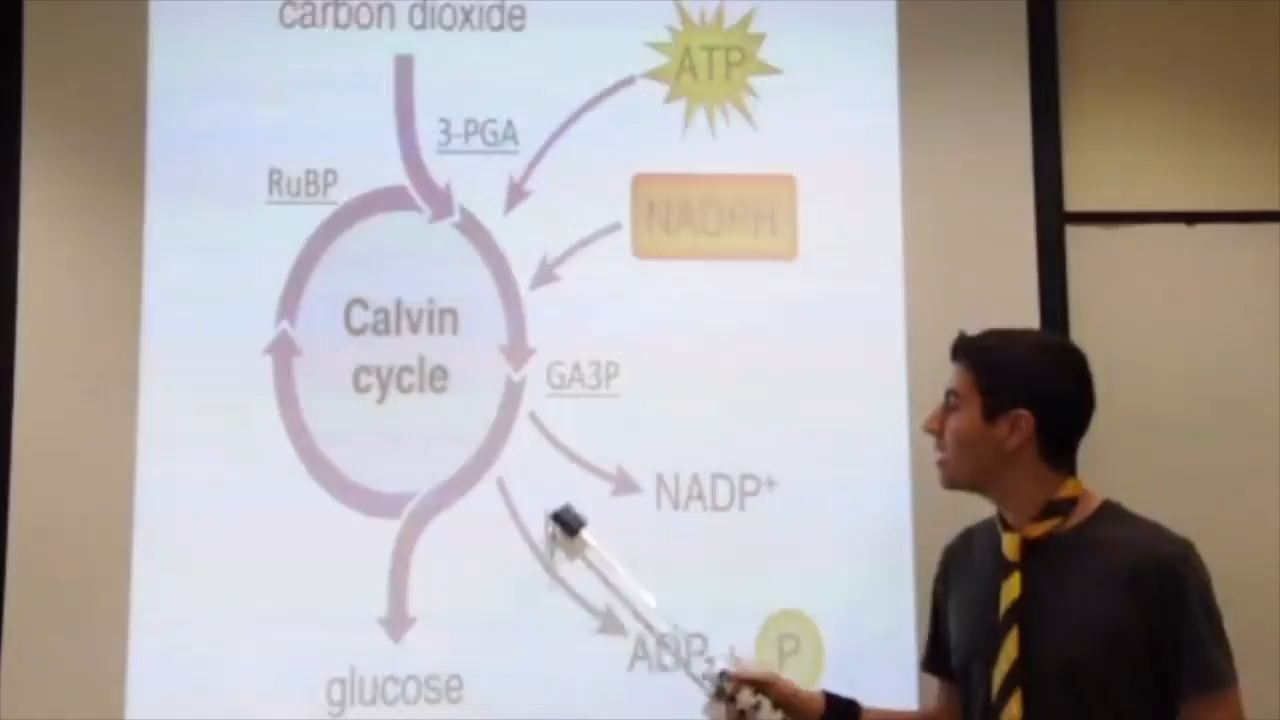 carbon dioxide
ATP
3-PGA
RuBP
NADPH
Calvin
cycle
GA3P
NADP⁺
ADP + P
glucose